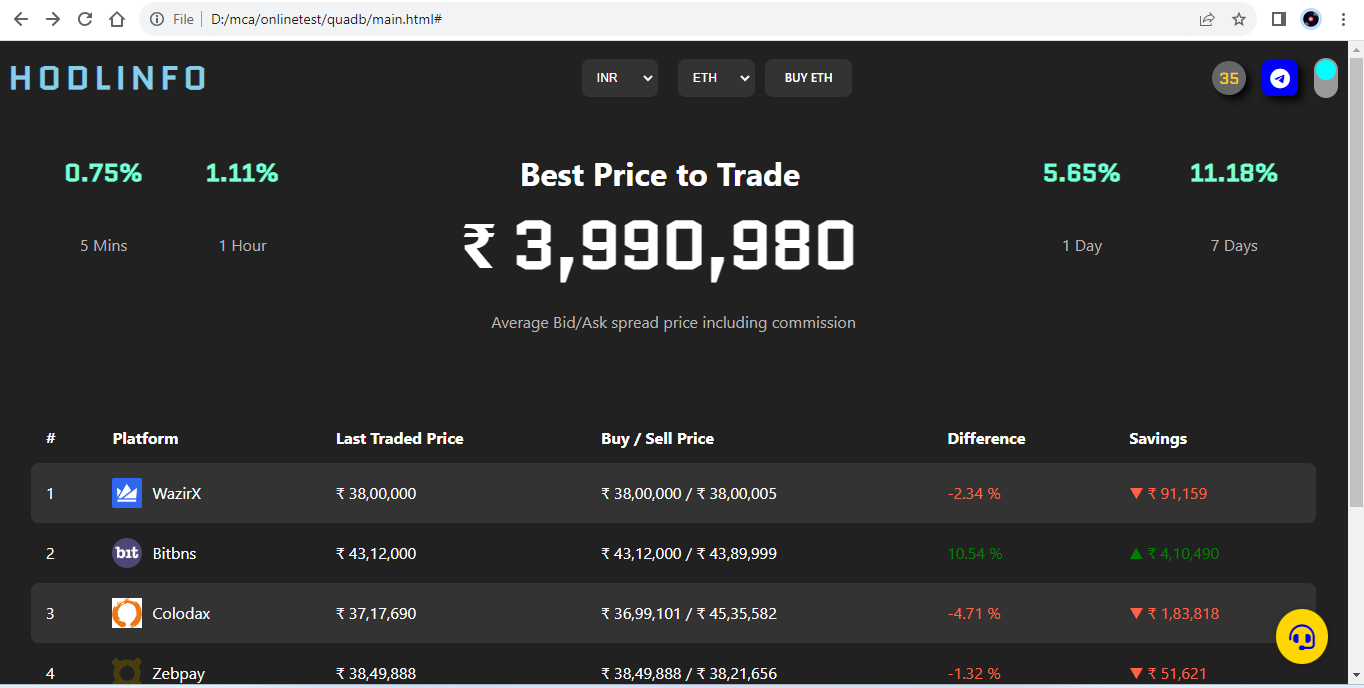 File | D:/mca/onlinetest/quadb/main.html#
HODLINFO INR ETH BUY ETH 35
0.75% 1.11% Best Price to Trade 5.65% 11.18%
5 Mins 1 Hour ₹ 3,990,980 1 Day 7 Days
Average Bid/Ask spread price including commission
# Platform Last Traded Price Buy / Sell Price Difference Savings
1 WazirX ₹ 38,00,000 ₹ 38,00,000 / ₹ 38,00,005 -2.34 % ▼ ₹ 91,159
2 bit Bitbns ₹ 43,12,000 ₹ 43,12,000 / ₹ 43,89,999 10.54 % ▲ ₹ 4,10,490
3 Colodax ₹ 37,17,690 ₹ 36,99,101 / ₹ 45,35,582 -4.71 % ▼ ₹ 1,83,818
4 Zebpay ₹ 38,49,888 ₹ 38,49,888 / ₹ 38,21,656 -1.32 % ▼ ₹ 51,621